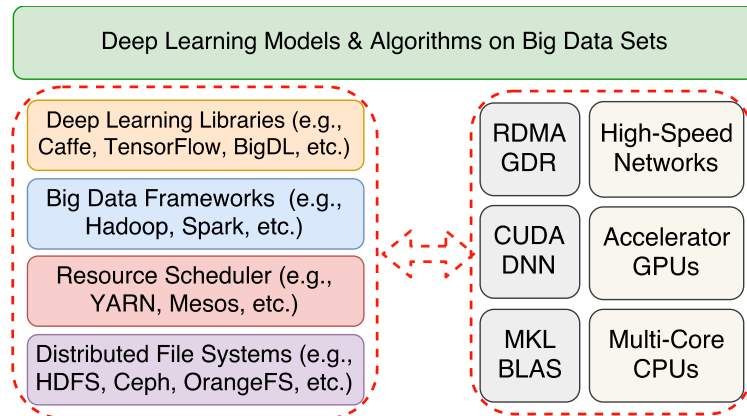 Deep Learning Models & Algorithms on Big Data Sets
Deep Learning Libraries (e.g.,
Caffe, TensorFlow, BigDL, etc.)
Big Data Frameworks (e.g.,
Hadoop, Spark, etc.)
Resource Scheduler (e.g.,
YARN, Mesos, etc.)
Distributed File Systems (e.g.,
HDFS, Ceph, OrangeFS, etc.)
RDMA
GDR
High-Speed
Networks
CUDA
DNN
Accelerator
GPUs
MKL
BLAS
Multi-Core
CPUs